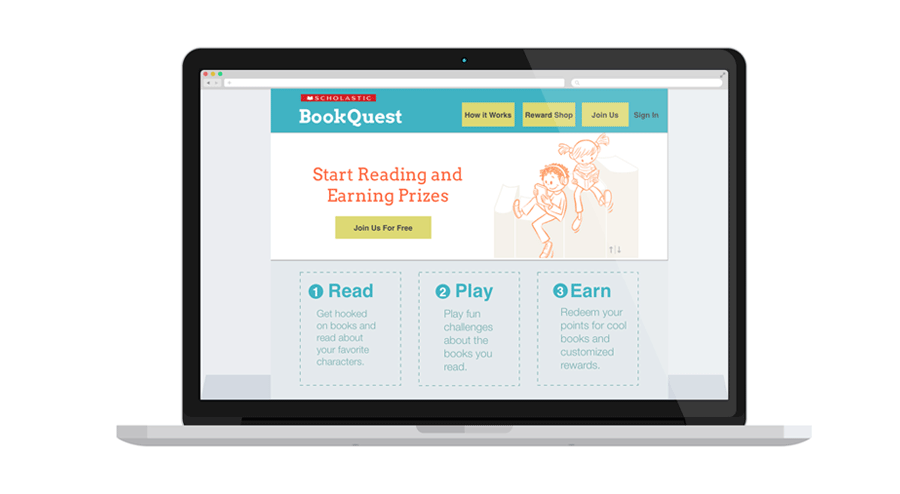 SCHOLASTIC
BookQuest
How it Works
Reward Shop
Join Us
Sign In
Start Reading and
Earning Prizes
Join Us For Free
1 Read
Get hooked
on books and
read about
your favorite
characters.
2 Play
Play fun
challenges
about the
books you
read.
3 Earn
Redeem your
points for cool
books and
customized
rewards.